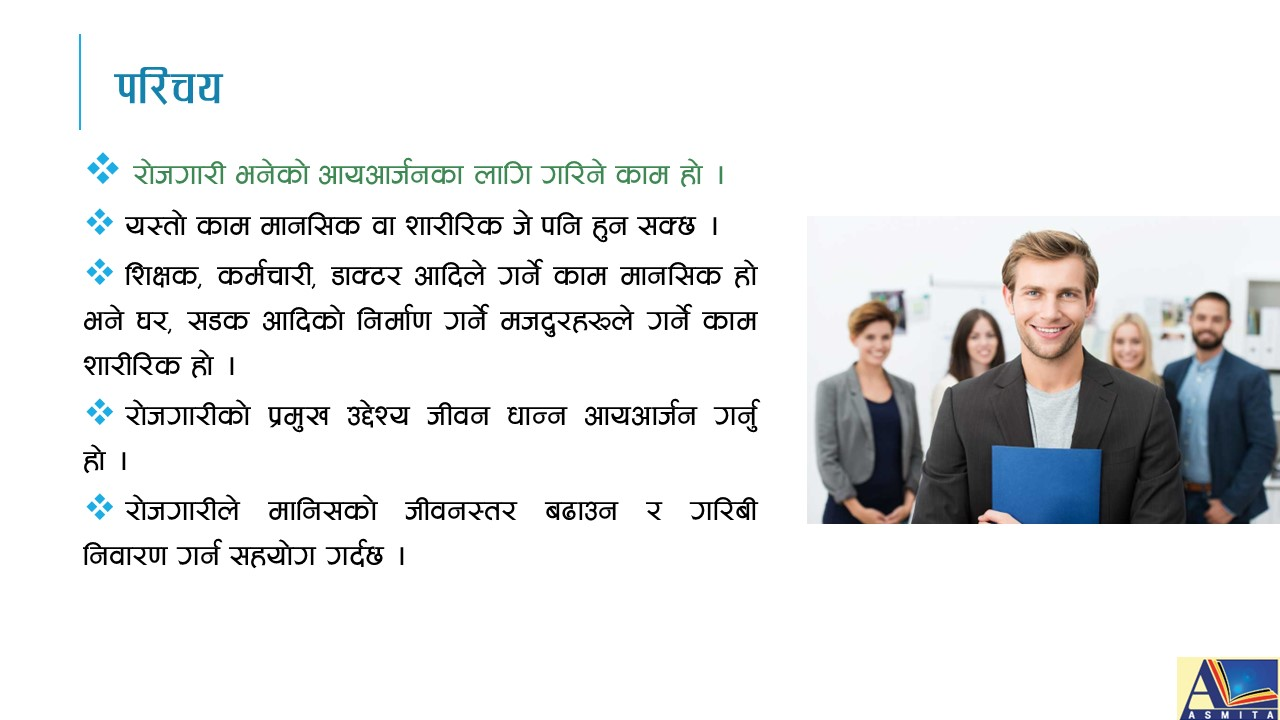 परिचय
❖ रोजगारी भनेको आयआर्जनका लागि गरिने काम हो ।
❖ यस्तो काम मानसिक वा शारीरिक जे पनि हुन सक्छ ।
❖ शिक्षक, कर्मचारी, डाक्टर आदिले गर्ने काम मानसिक हो
भने घर, सडक आदिको निर्माण गर्ने मजदुरहरूले गर्ने काम
शारीरिक हो ।
❖ रोजगारीको प्रमुख उद्देश्य जीवन धान्न आयआर्जन गर्नु
हो ।
❖ रोजगारीले मानिसको जीवनस्तर बढाउन र गरिबी
निवारण गर्न सहयोग गर्दछ ।
ASMITA